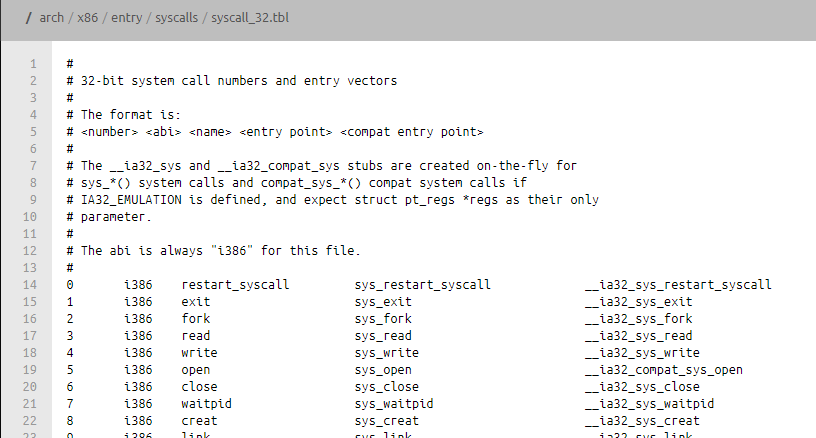 / arch / x86 / entry / syscalls / syscall_32.tbl
1 #
2 # 32-bit system call numbers and entry vectors
3 #
4 # The format is:
5 # <number> <abi> <name> <entry point> <compat entry point>
6 #
7 # The __ia32_sys and __ia32_compat_sys stubs are created on-the-fly for
8 # sys_*() system calls and compat_sys_*() compat system calls if
9 # IA32_EMULATION is defined, and expect struct pt_regs *regs as their only
10 # parameter.
11 #
12 # The abi is always "i386" for this file.
13 #
14 0 i386 restart_syscall sys_restart_syscall __ia32_sys_restart_syscall
15 1 i386 exit sys_exit __ia32_sys_exit
16 2 i386 fork sys_fork __ia32_sys_fork
17 3 i386 read sys_read __ia32_sys_read
18 4 i386 write sys_write __ia32_sys_write
19 5 i386 open sys_open __ia32_compat_sys_open
20 6 i386 close sys_close __ia32_sys_close
21 7 i386 waitpid sys_waitpid __ia32_sys_waitpid
22 8 i386 creat sys_creat __ia32_sys_creat
23 9 i386 link sys_link __ia32_sys_link